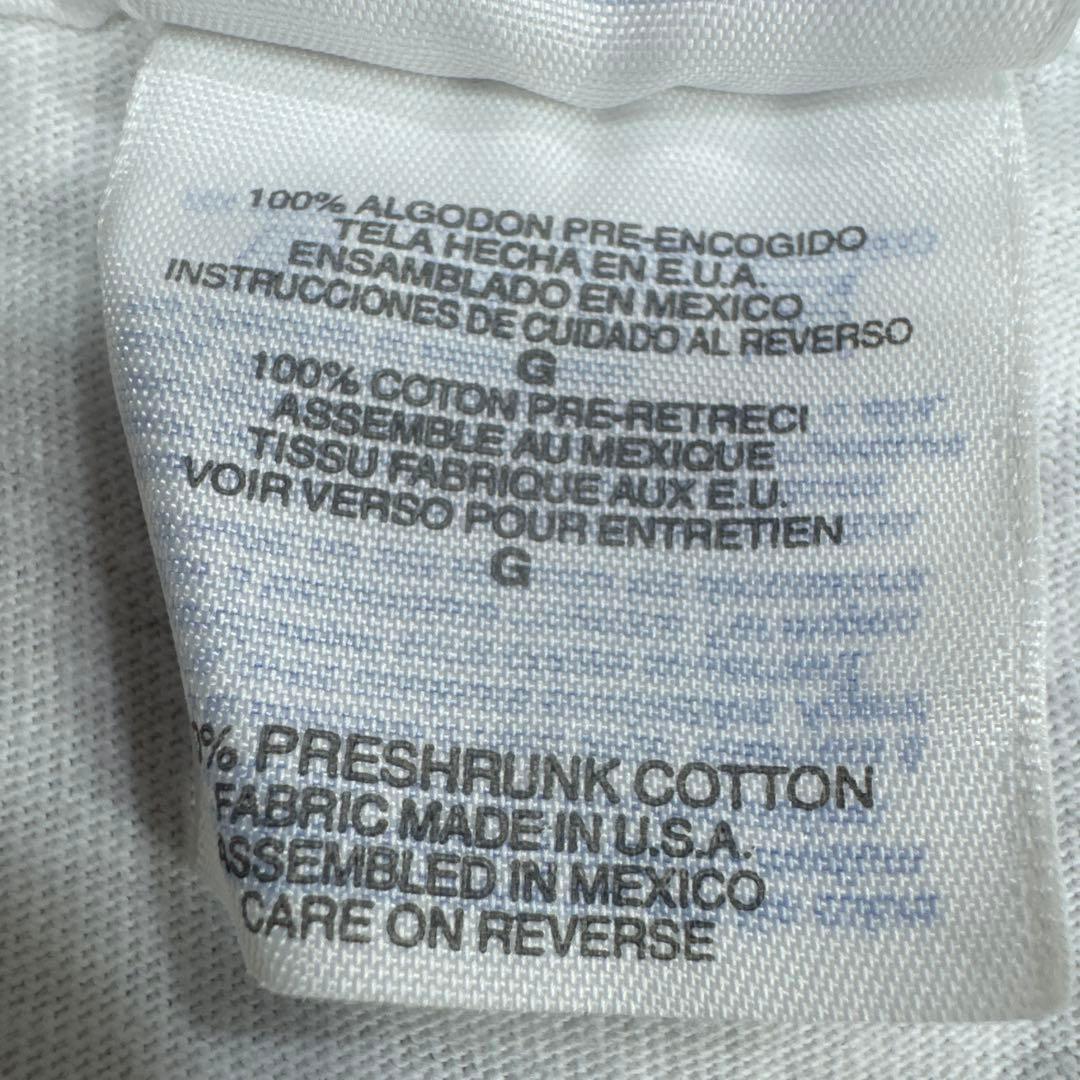 100% ALGODON PRE-ENCOGIDO
TELA HECHA EN E.U.A.
ENSAMBLADO EN MEXICO
INSTRUCCIONES DE CUIDADO AL REVERSO
G
100% COTON PRE-RETRECI
ASSEMBLE AU MEXIQUE
TISSU FABRIQUE AUX E.U.
VOIR VERSO POUR ENTRETIEN
G
% PRESHRUNK COTTON
FABRIC MADE IN U.S.A.
ASSEMBLED IN MEXICO
CARE ON REVERSE